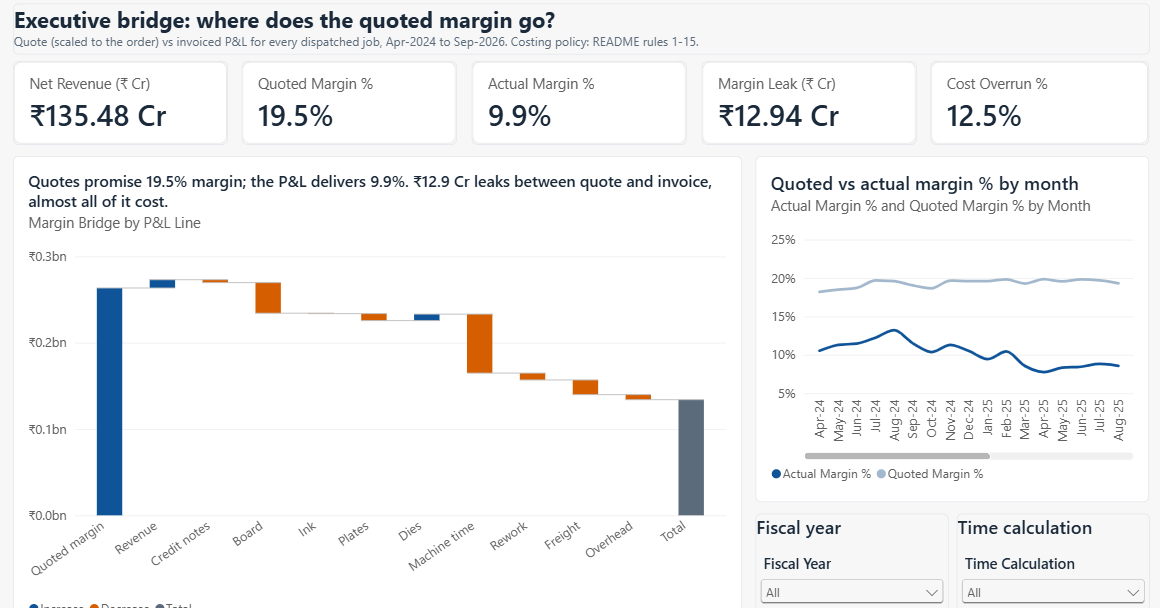 Executive bridge: where does the quoted margin go?
Quote (scaled to the order) vs invoiced P&L for every dispatched job, Apr-2024 to Sep-2026. Costing policy: README rules 1-15.
Net Revenue (₹ Cr)
₹135.48 Cr
Quoted Margin %
19.5%
Actual Margin %
9.9%
Margin Leak (₹ Cr)
₹12.94 Cr
Cost Overrun %
12.5%
Quotes promise 19.5% margin; the P&L delivers 9.9%. ₹12.9 Cr leaks between quote and invoice,
almost all of it cost.
Margin Bridge by P&L Line
₹0.3bn
₹0.2bn
₹0.1bn
₹0.0bn
Quoted margin
Revenue
Credit notes
Board
Ink
Plates
Dies
Machine time
Rework
Freight
Overhead
Total
Increase Decrease Total
Quoted vs actual margin % by month
Actual Margin % and Quoted Margin % by Month
25%
20%
15%
10%
5%
Apr-24
May-24
Jun-24
Jul-24
Aug-24
Sep-24
Oct-24
Nov-24
Dec-24
Jan-25
Feb-25
Mar-25
Apr-25
May-25
Jun-25
Jul-25
Aug-25
Actual Margin % Quoted Margin %
Fiscal year
Fiscal Year
All
Time calculation
Time Calculation
All